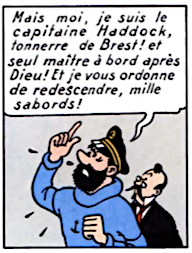 Mais moi, je suis le
capitaine Haddock,
tonnerre, de Brest! et
seul maître à bord après
Dieu! Et je vous ordonne
de redescendre, mille
sabords!